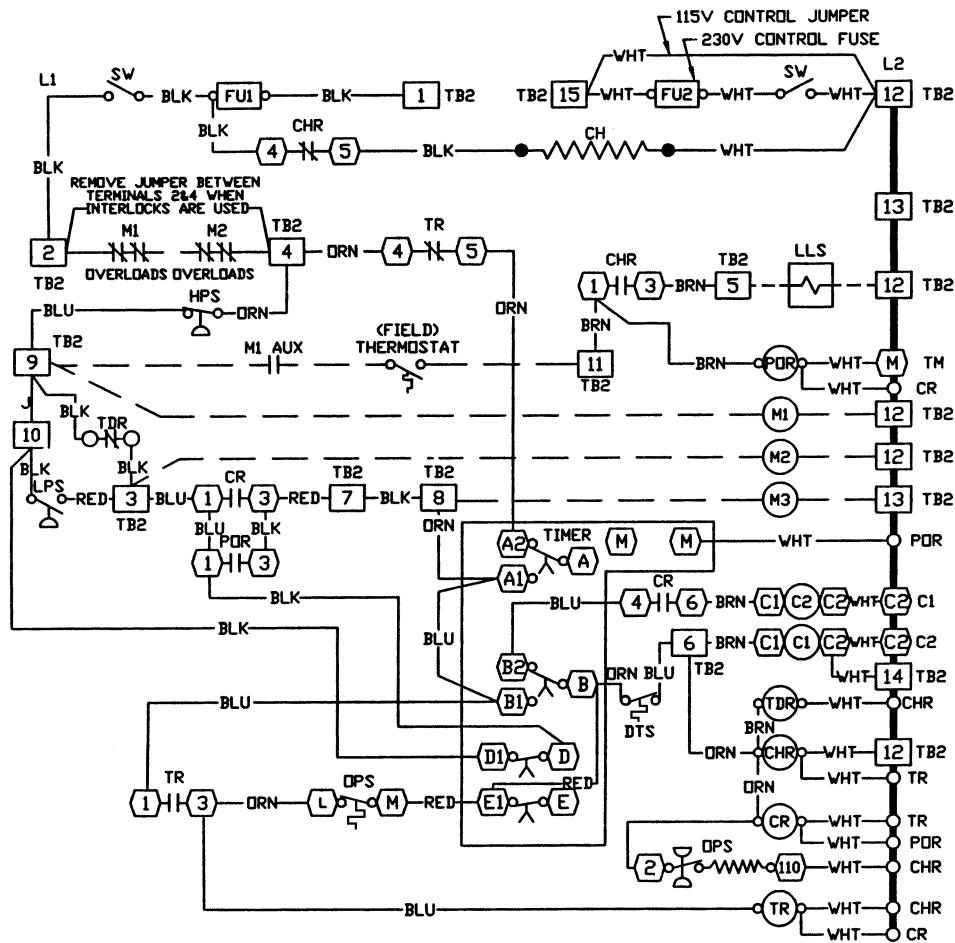 115V CONTROL JUMPER
230V CONTROL FUSE
L1 SW BLK FU1 BLK 1 TB2 TB2 15 WHT WHT FU2 WHT SW WHT L2 12 TB2
BLK CHR
4 5 BLK CH WHT
BLK
REMOVE JUMPER BETWEEN
TERMINALS 2&4 WHEN
INTERLOCKS ARE USED
13 TB2
M1 M2 TB2 TR
2 4 ORN 4 5
TB2 OVERLOADS OVERLOADS
CHR TB2 LLS
1 3 BRN 5 12 TB2
HPS
BLU ORN ORN
BRN
TB2 (FIELD)
9 M1 AUX THERMOSTAT 11 BRN POR WHT M TM
TB2 WHT CR
J BLK M1 12 TB2
10 TDR
BLK BLK M2 12 TB2
LPS CR TB2 TB2
RED 3 BLU 1 3 RED 7 BLK 8 M3 13 TB2
TB2
BLU BLK ORN
POR A2 TIMER M M WHT POR
1 3 A1 A
BLK CR
BLU 4 6 BRN C1 C2 C2 WHT C2 C1
BLK BLU
B2 ORN BLU 6 BRN C1 C1 C2 WHT C2 C2
TB2 WHT 14 TB2
BLU B1 B DTS
TDR WHT CHR
BRN
D1 D ORN CHR WHT 12 TB2
RED WHT TR
TR OPS ORN
1 3 ORN L M RED E1 E
CR WHT TR
WHT POR
OPS
2 110 WHT CHR
BLU TR WHT CHR
WHT CR